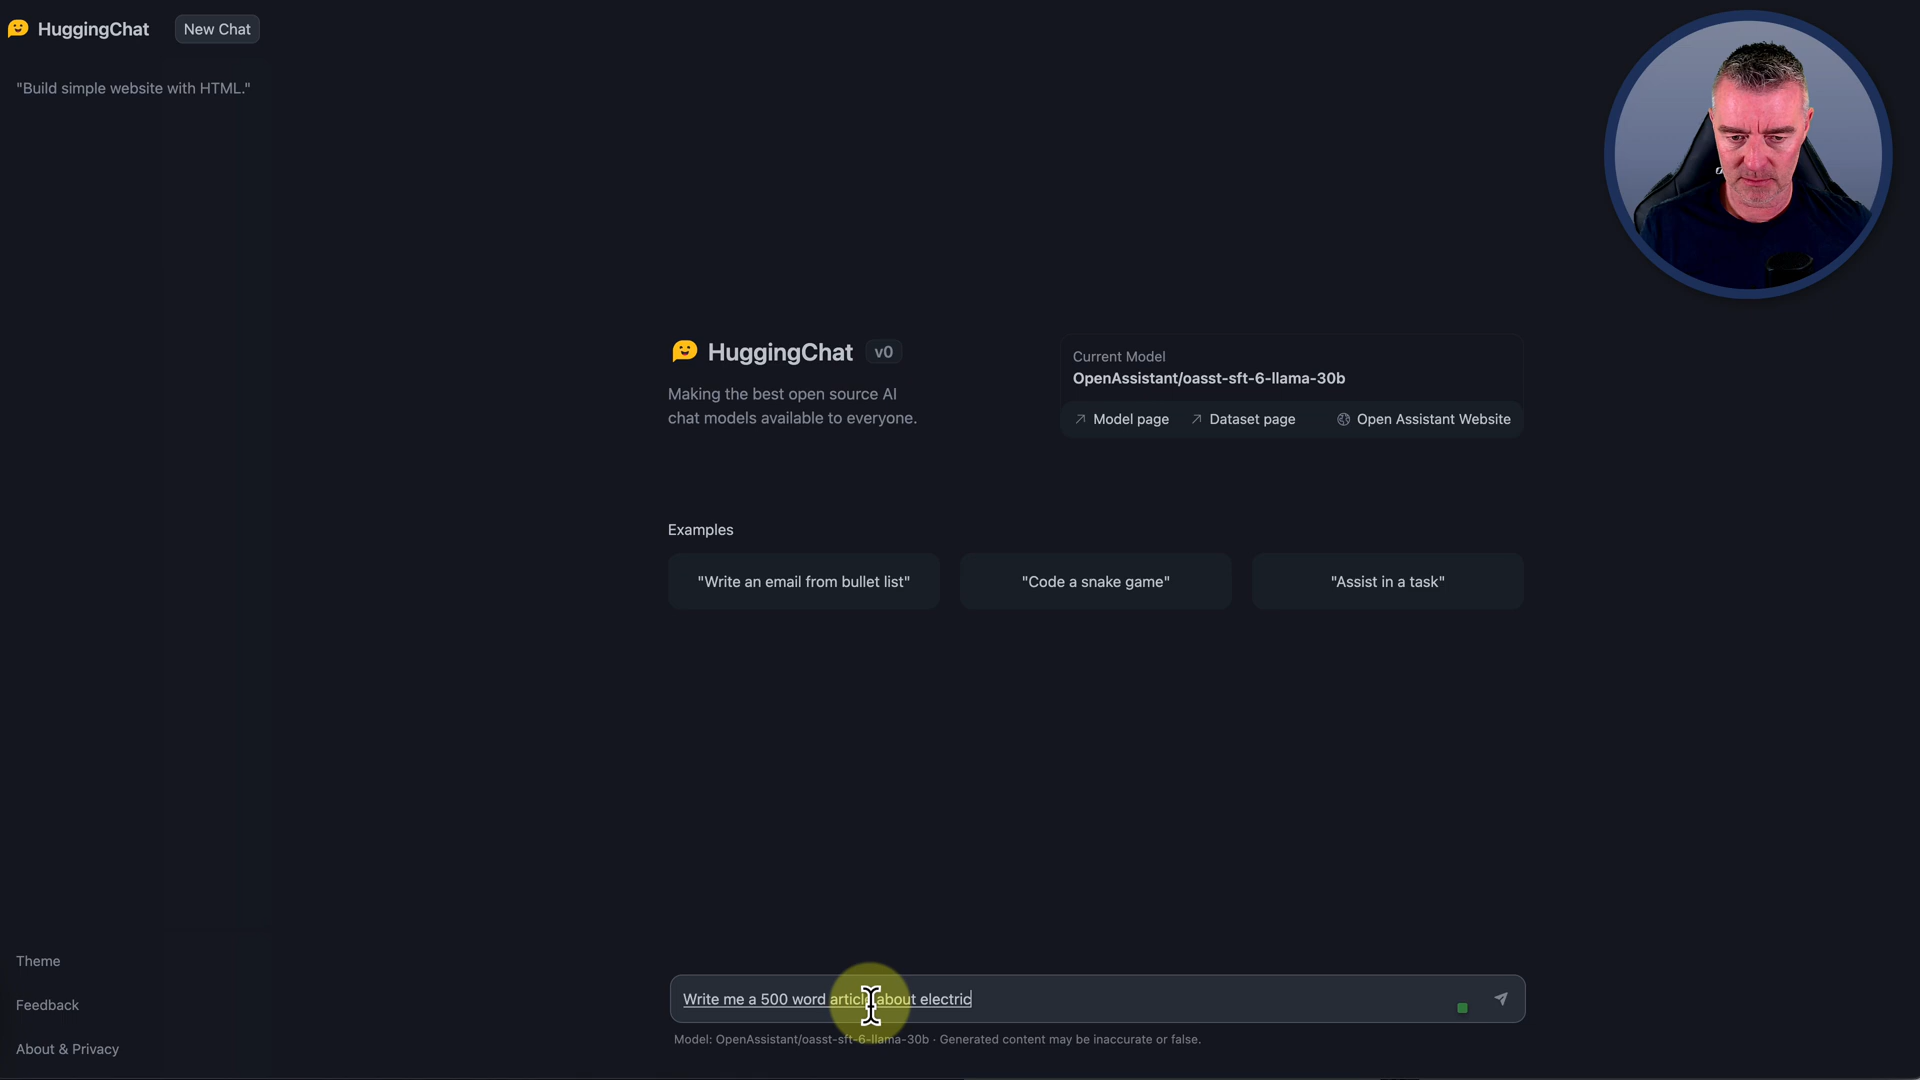 HuggingChat
New Chat
"Build simple website with HTML."
HuggingChat v0
Making the best open source AI
chat models available to everyone.
Current Model
OpenAssistant/oasst-sft-6-llama-30b
Model page
Dataset page
Open Assistant Website
Examples
"Write an email from bullet list"
"Code a snake game"
"Assist in a task"
Theme
Feedback
About & Privacy
Write me a 500 word article about electric
Model: OpenAssistant/oasst-sft-6-llama-30b · Generated content may be inaccurate or false.